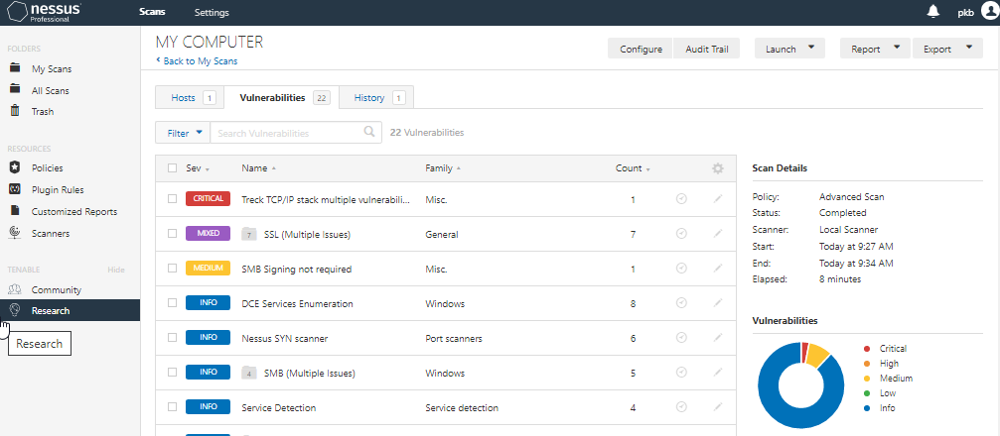 nessus
Professional
Scans
Settings
pkb
FOLDERS
My Scans
All Scans
Trash
RESOURCES
Policies
Plugin Rules
Customized Reports
Scanners
TENABLE
Hide
Community
Research
Research
MY COMPUTER
Back to My Scans
Configure
Audit Trail
Launch
Report
Export
Hosts 1
Vulnerabilities 22
History 1
Filter
Search Vulnerabilities
22 Vulnerabilities
Sev Name Family Count
CRITICAL Treck TCP/IP stack multiple vulnerabili... Misc. 1
MIXED 7 SSL (Multiple Issues) General 7
MEDIUM SMB Signing not required Misc. 1
INFO DCE Services Enumeration Windows 8
INFO Nessus SYN scanner Port scanners 6
INFO 4 SMB (Multiple Issues) Windows 5
INFO Service Detection Service detection 4
Scan Details
Policy: Advanced Scan
Status: Completed
Scanner: Local Scanner
Start: Today at 9:27 AM
End: Today at 9:34 AM
Elapsed: 8 minutes
Vulnerabilities
Critical
High
Medium
Low
Info